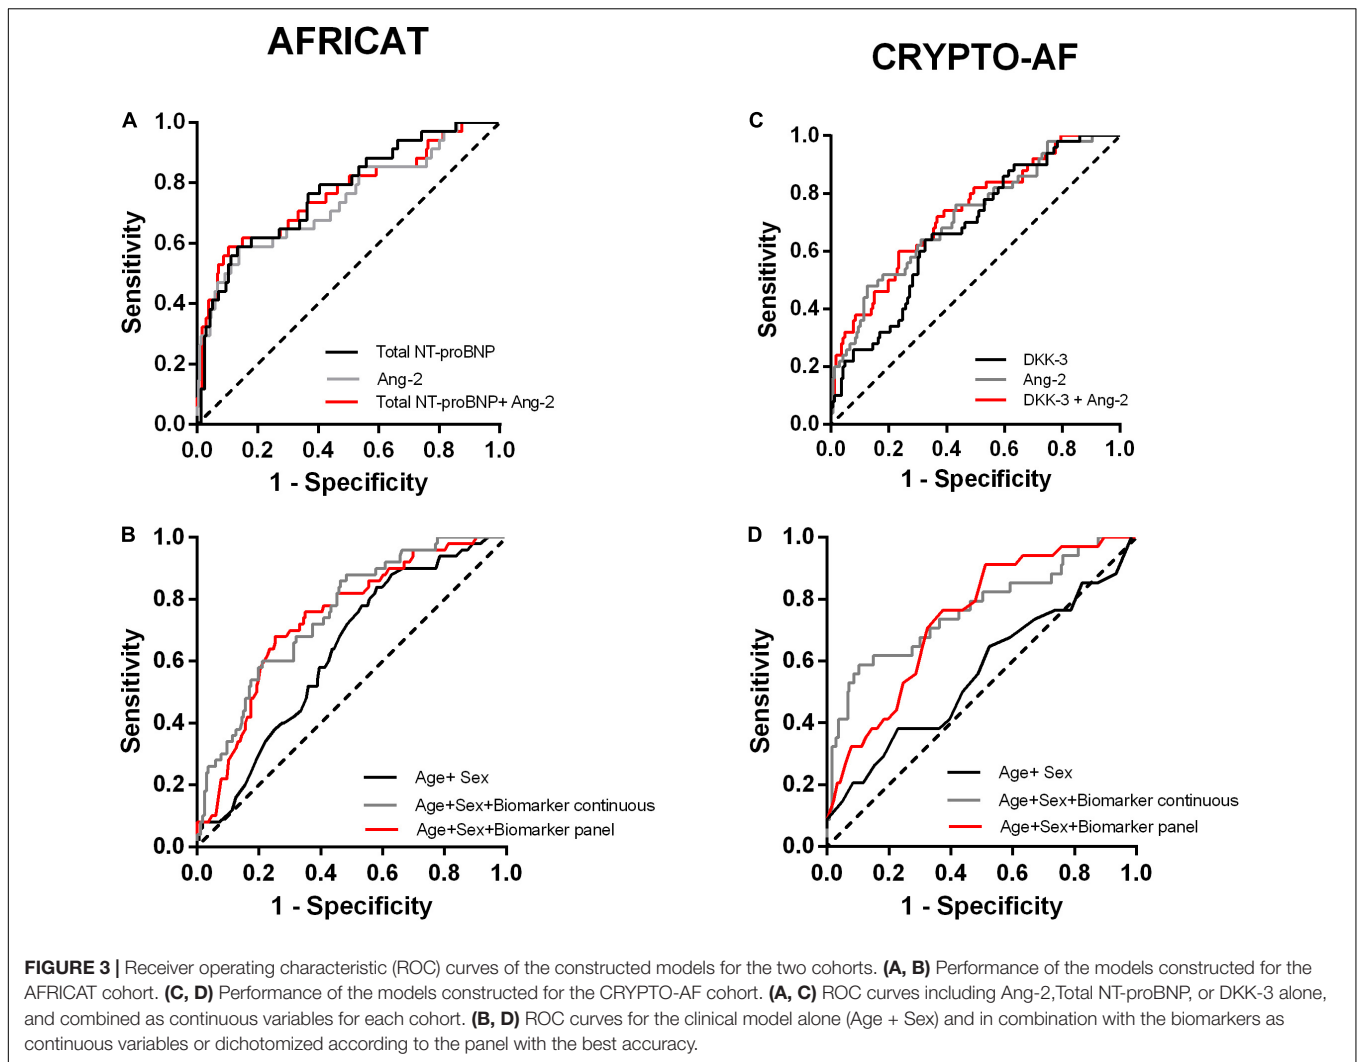 AFRICAT
CRYPTO-AF
A
1.0
0.8
0.6
0.4
0.2
0.0
Sensitivity
Total NT-proBNP
Ang-2
Total NT-proBNP+ Ang-2
0.0 0.2 0.4 0.6 0.8 1.0
1 - Specificity
C
1.0
0.8
0.6
0.4
0.2
0.0
Sensitivity
DKK-3
Ang-2
DKK-3 + Ang-2
0.0 0.2 0.4 0.6 0.8 1.0
1 - Specificity
B
1.0
0.8
0.6
0.4
0.2
0.0
Sensitivity
Age+ Sex
Age+Sex+Biomarker continuous
Age+Sex+Biomarker panel
0.0 0.2 0.4 0.6 0.8 1.0
1 - Specificity
D
1.0
0.8
0.6
0.4
0.2
0.0
Sensitivity
Age+ Sex
Age+Sex+Biomarker continuous
Age+Sex+Biomarker panel
0.0 0.2 0.4 0.6 0.8 1.0
1 - Specificity
FIGURE 3 | Receiver operating characteristic (ROC) curves of the constructed models for the two cohorts. (A, B) Performance of the models constructed for the
AFRICAT cohort. (C, D) Performance of the models constructed for the CRYPTO-AF cohort. (A, C) ROC curves including Ang-2,Total NT-proBNP, or DKK-3 alone,
and combined as continuous variables for each cohort. (B, D) ROC curves for the clinical model alone (Age + Sex) and in combination with the biomarkers as
continuous variables or dichotomized according to the panel with the best accuracy.